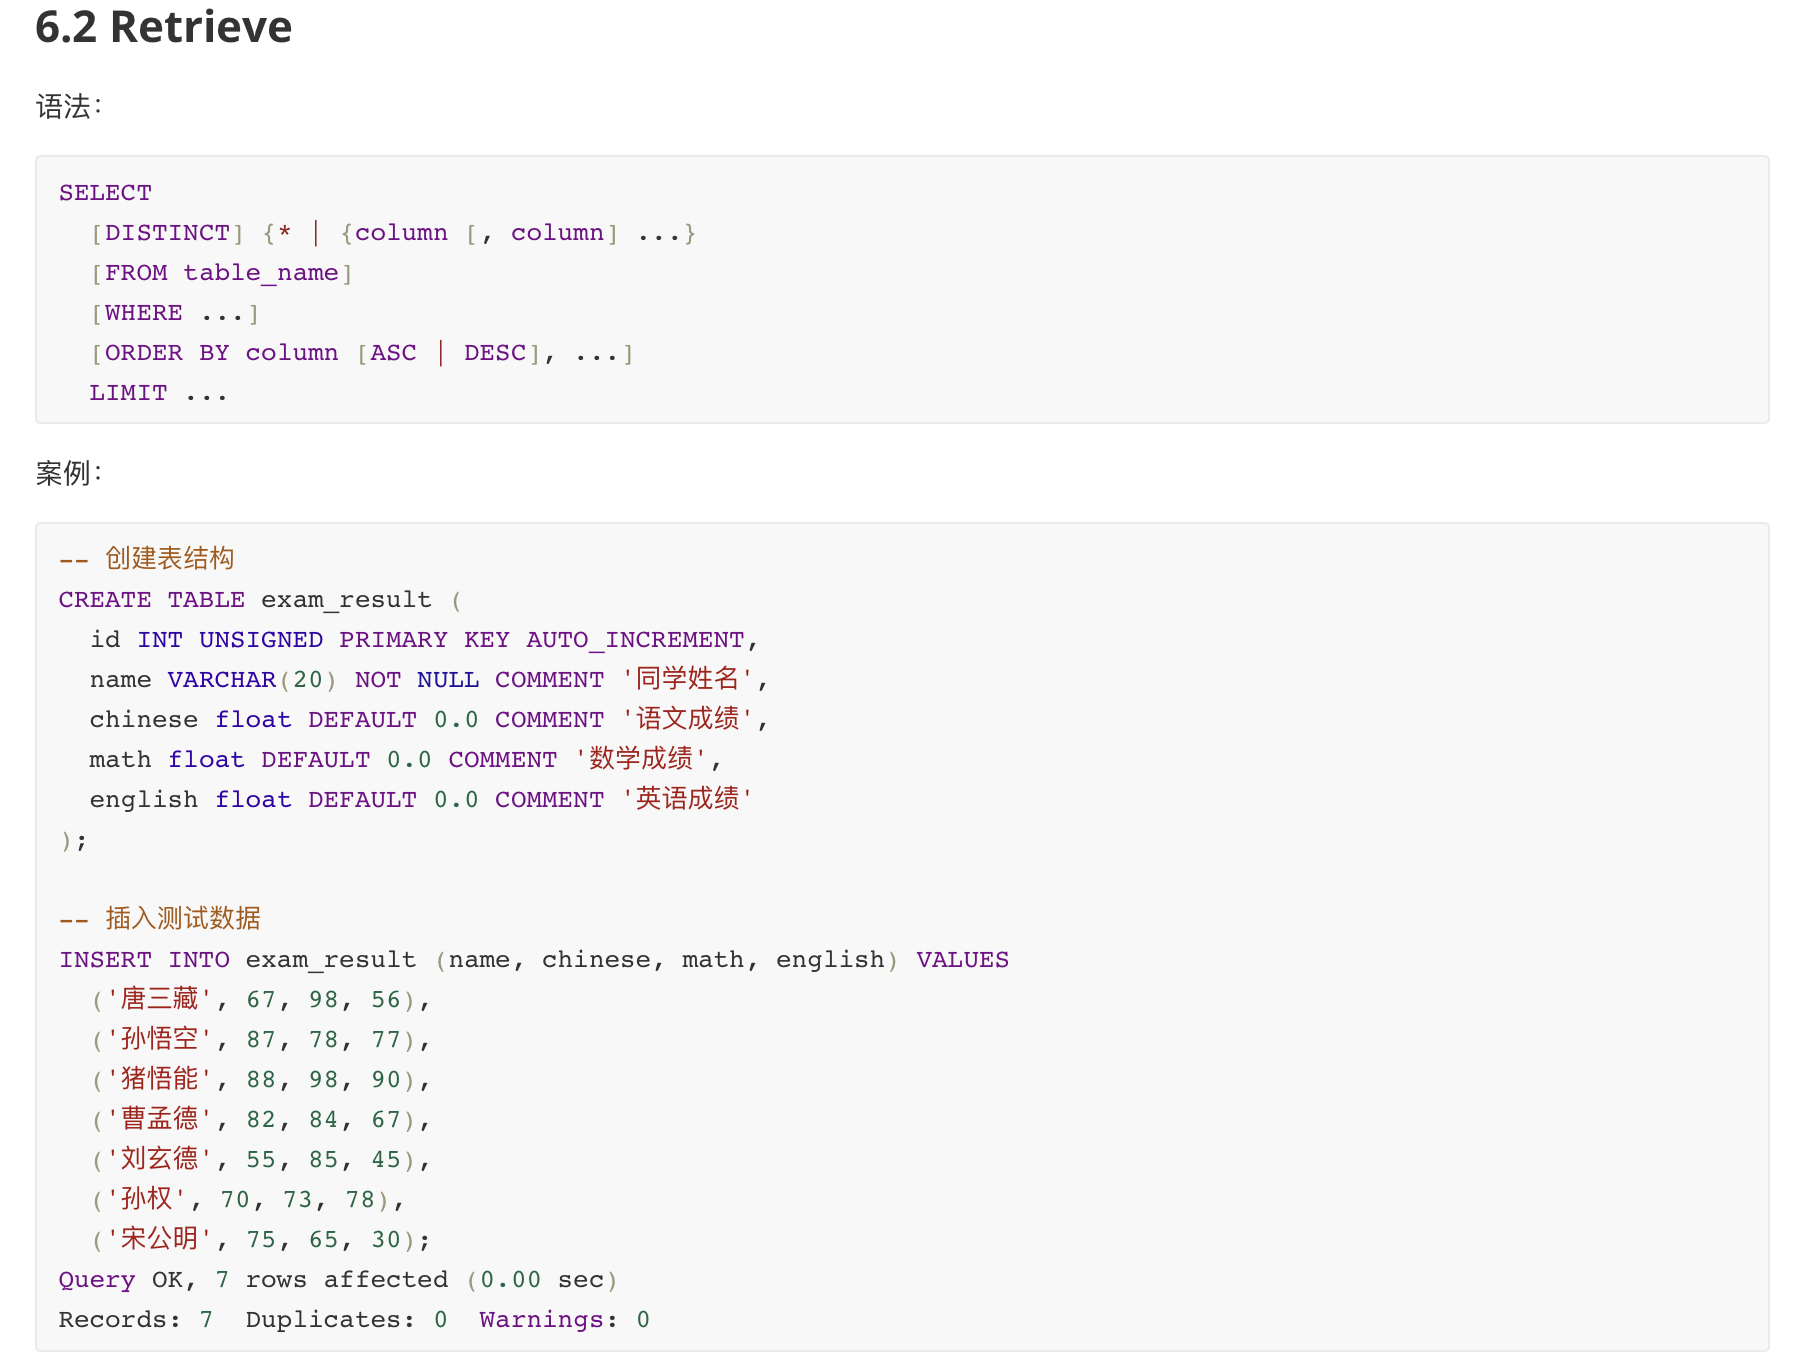 6.2 Retrieve
语法：
SELECT
  [DISTINCT] {* | {column [, column] ...}
  [FROM table_name]
  [WHERE ...]
  [ORDER BY column [ASC | DESC], ...]
  LIMIT ...
案例：
-- 创建表结构
CREATE TABLE exam_result (
  id INT UNSIGNED PRIMARY KEY AUTO_INCREMENT,
  name VARCHAR(20) NOT NULL COMMENT '同学姓名',
  chinese float DEFAULT 0.0 COMMENT '语文成绩',
  math float DEFAULT 0.0 COMMENT '数学成绩',
  english float DEFAULT 0.0 COMMENT '英语成绩'
);
-- 插入测试数据
INSERT INTO exam_result (name, chinese, math, english) VALUES
  ('唐三藏', 67, 98, 56),
  ('孙悟空', 87, 78, 77),
  ('猪悟能', 88, 98, 90),
  ('曹孟德', 82, 84, 67),
  ('刘玄德', 55, 85, 45),
  ('孙权', 70, 73, 78),
  ('宋公明', 75, 65, 30);
Query OK, 7 rows affected (0.00 sec)
Records: 7  Duplicates: 0  Warnings: 0